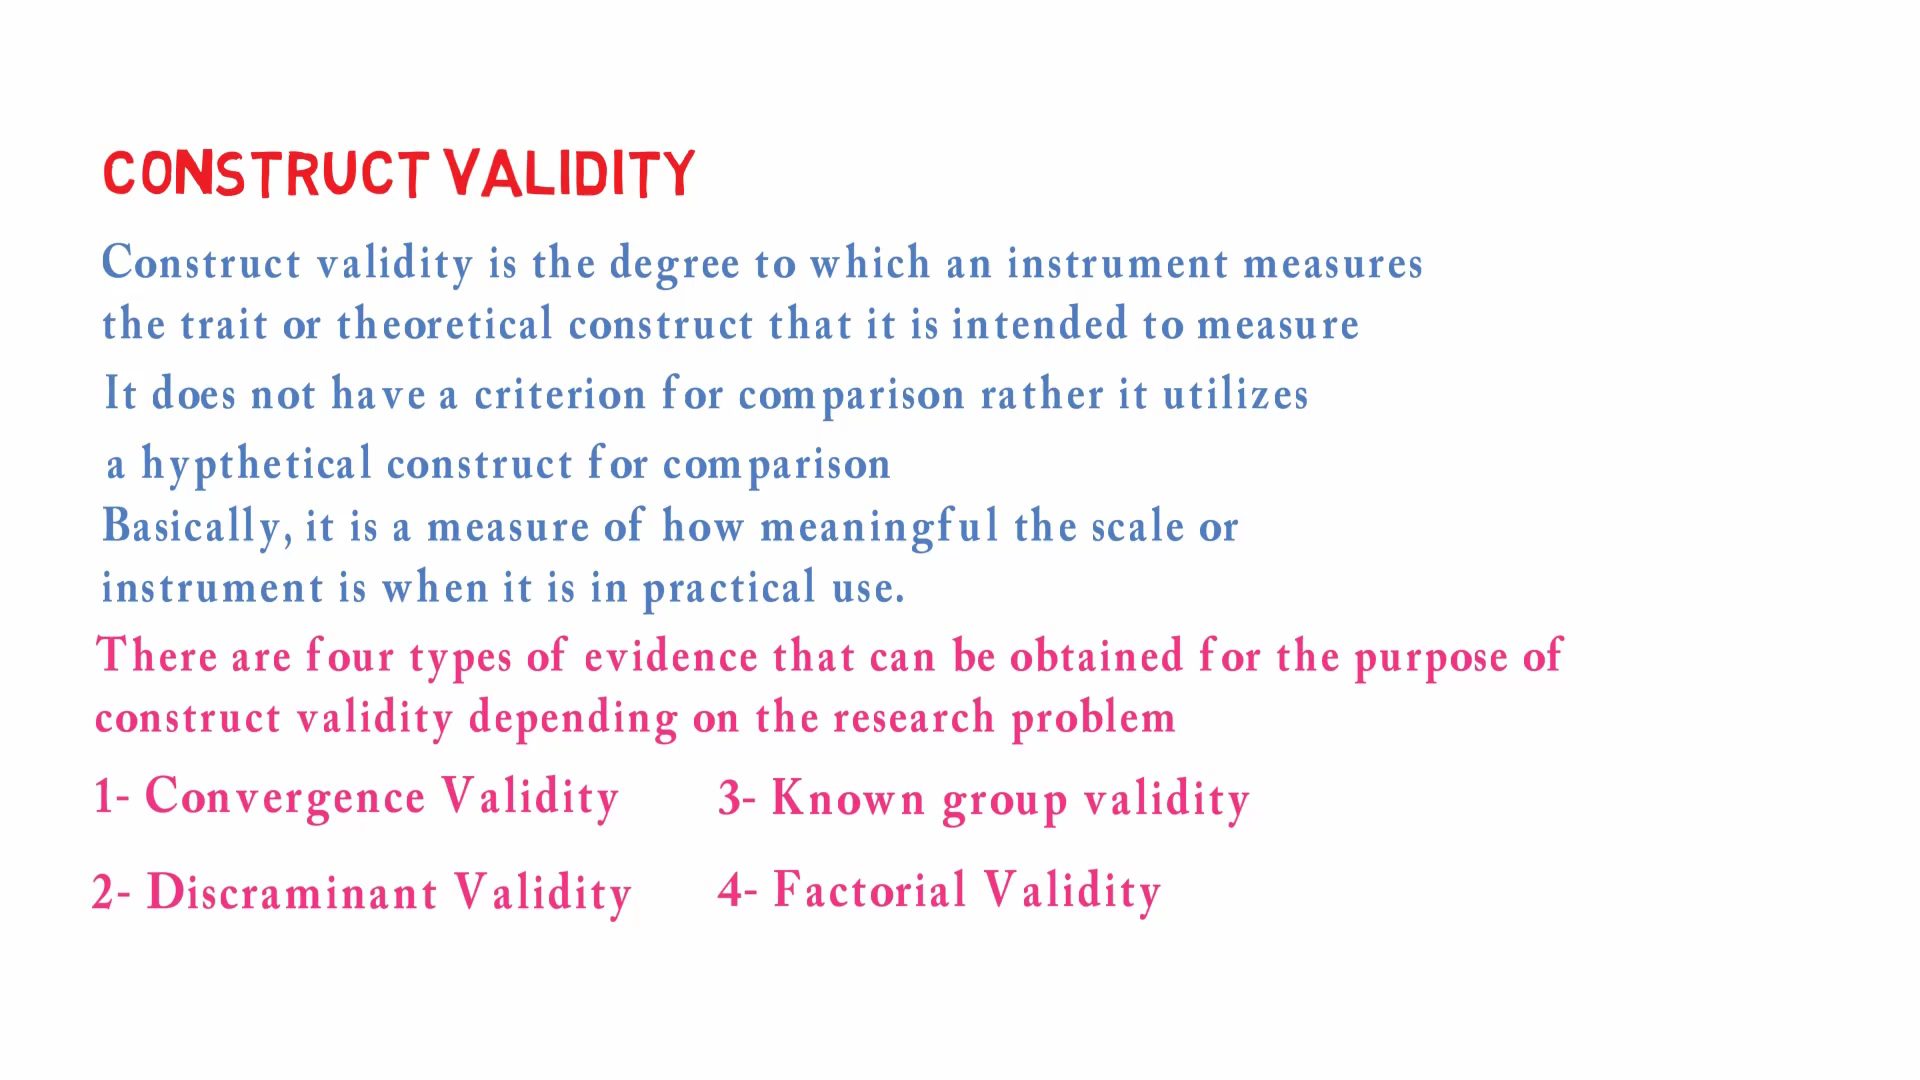 CONSTRUCT VALIDITY
Construct validity is the degree to which an instrument measures
the trait or theoretical construct that it is intended to measure
It does not have a criterion for comparison rather it utilizes
a hypthetical construct for comparison
Basically, it is a measure of how meaningful the scale or
instrument is when it is in practical use.
There are four types of evidence that can be obtained for the purpose of
construct validity depending on the research problem
1- Convergence Validity
2- Discraminant Validity
3- Known group validity
4- Factorial Validity